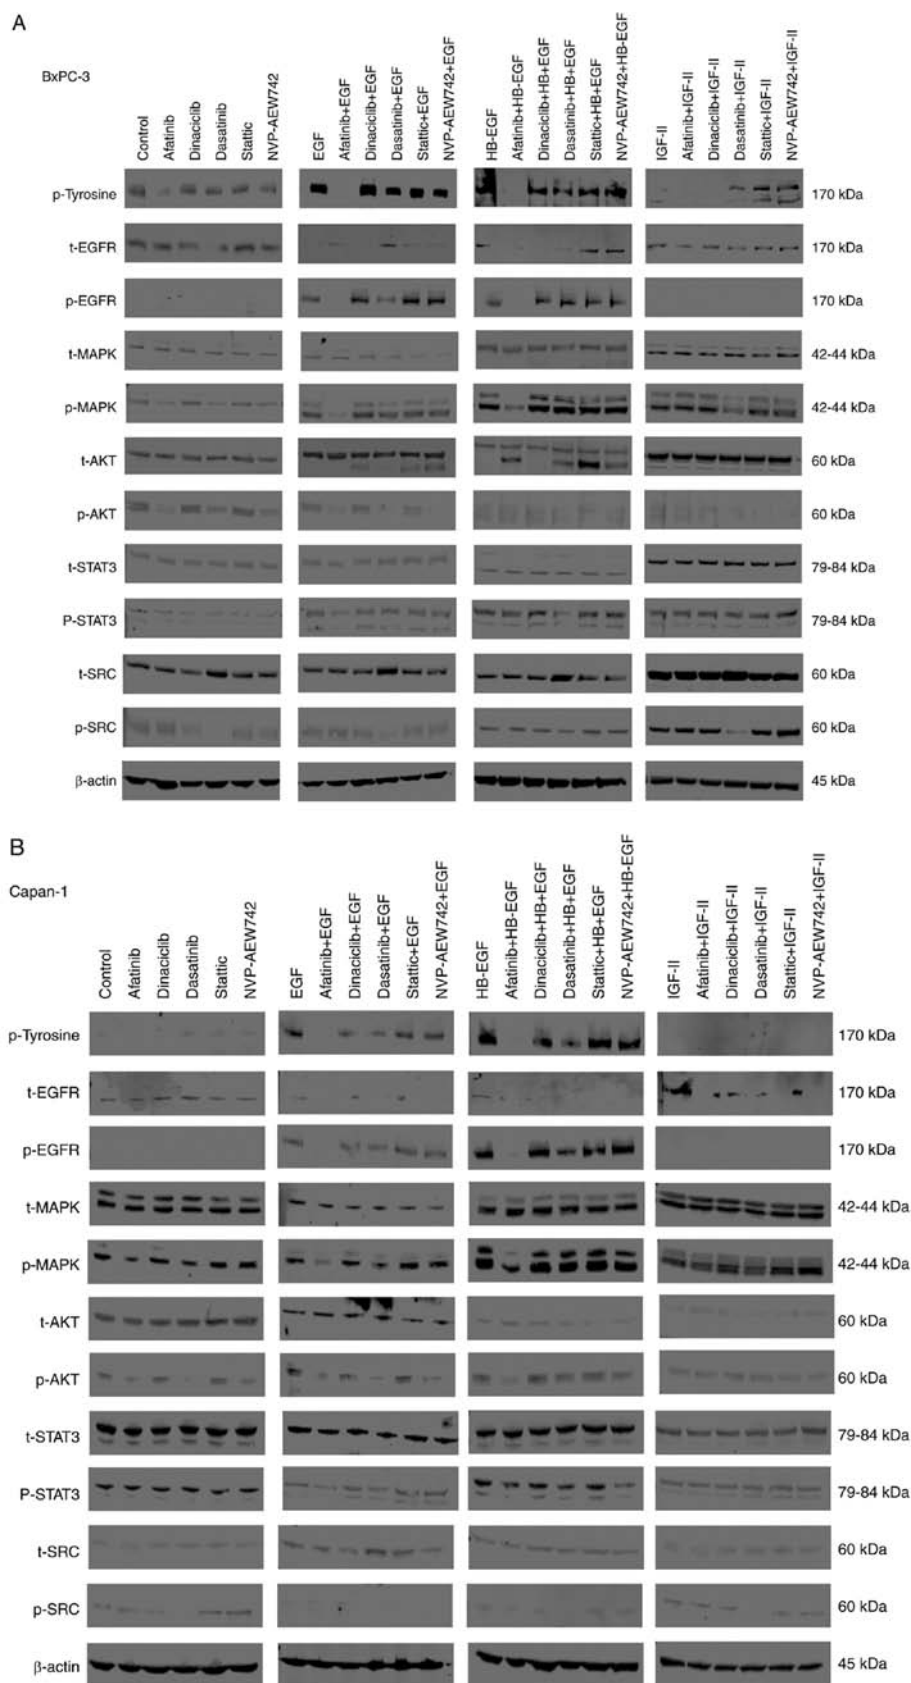 A
BxPC-3
Control
Afatinib
Dinaciclib
Dasatinib
Stattic
NVP-AEW742
EGF
Afatinib+EGF
Dinaciclib+EGF
Dasatinib+EGF
Stattic+EGF
NVP-AEW742+EGF
HB-EGF
Afatinib+HB-EGF
Dinaciclib+HB+EGF
Dasatinib+HB+EGF
Stattic+HB+EGF
NVP-AEW742+HB-EGF
IGF-II
Afatinib+IGF-II
Dinaciclib+IGF-II
Dasatinib+IGF-II
Stattic+IGF-II
NVP-AEW742+IGF-II
p-Tyrosine 170 kDa
t-EGFR 170 kDa
p-EGFR 170 kDa
t-MAPK 42-44 kDa
p-MAPK 42-44 kDa
t-AKT 60 kDa
p-AKT 60 kDa
t-STAT3 79-84 kDa
P-STAT3 79-84 kDa
t-SRC 60 kDa
p-SRC 60 kDa
β-actin 45 kDa
B
Capan-1
Control
Afatinib
Dinaciclib
Dasatinib
Stattic
NVP-AEW742
EGF
Afatinib+EGF
Dinaciclib+EGF
Dasatinib+EGF
Stattic+EGF
NVP-AEW742+EGF
HB-EGF
Afatinib+HB-EGF
Dinaciclib+HB+EGF
Dasatinib+HB+EGF
Stattic+HB+EGF
NVP-AEW742+HB-EGF
IGF-II
Afatinib+IGF-II
Dinaciclib+IGF-II
Dasatinib+IGF-II
Stattic+IGF-II
NVP-AEW742+IGF-II
p-Tyrosine 170 kDa
t-EGFR 170 kDa
p-EGFR 170 kDa
t-MAPK 42-44 kDa
p-MAPK 42-44 kDa
t-AKT 60 kDa
p-AKT 60 kDa
t-STAT3 79-84 kDa
P-STAT3 79-84 kDa
t-SRC 60 kDa
p-SRC 60 kDa
β-actin 45 kDa